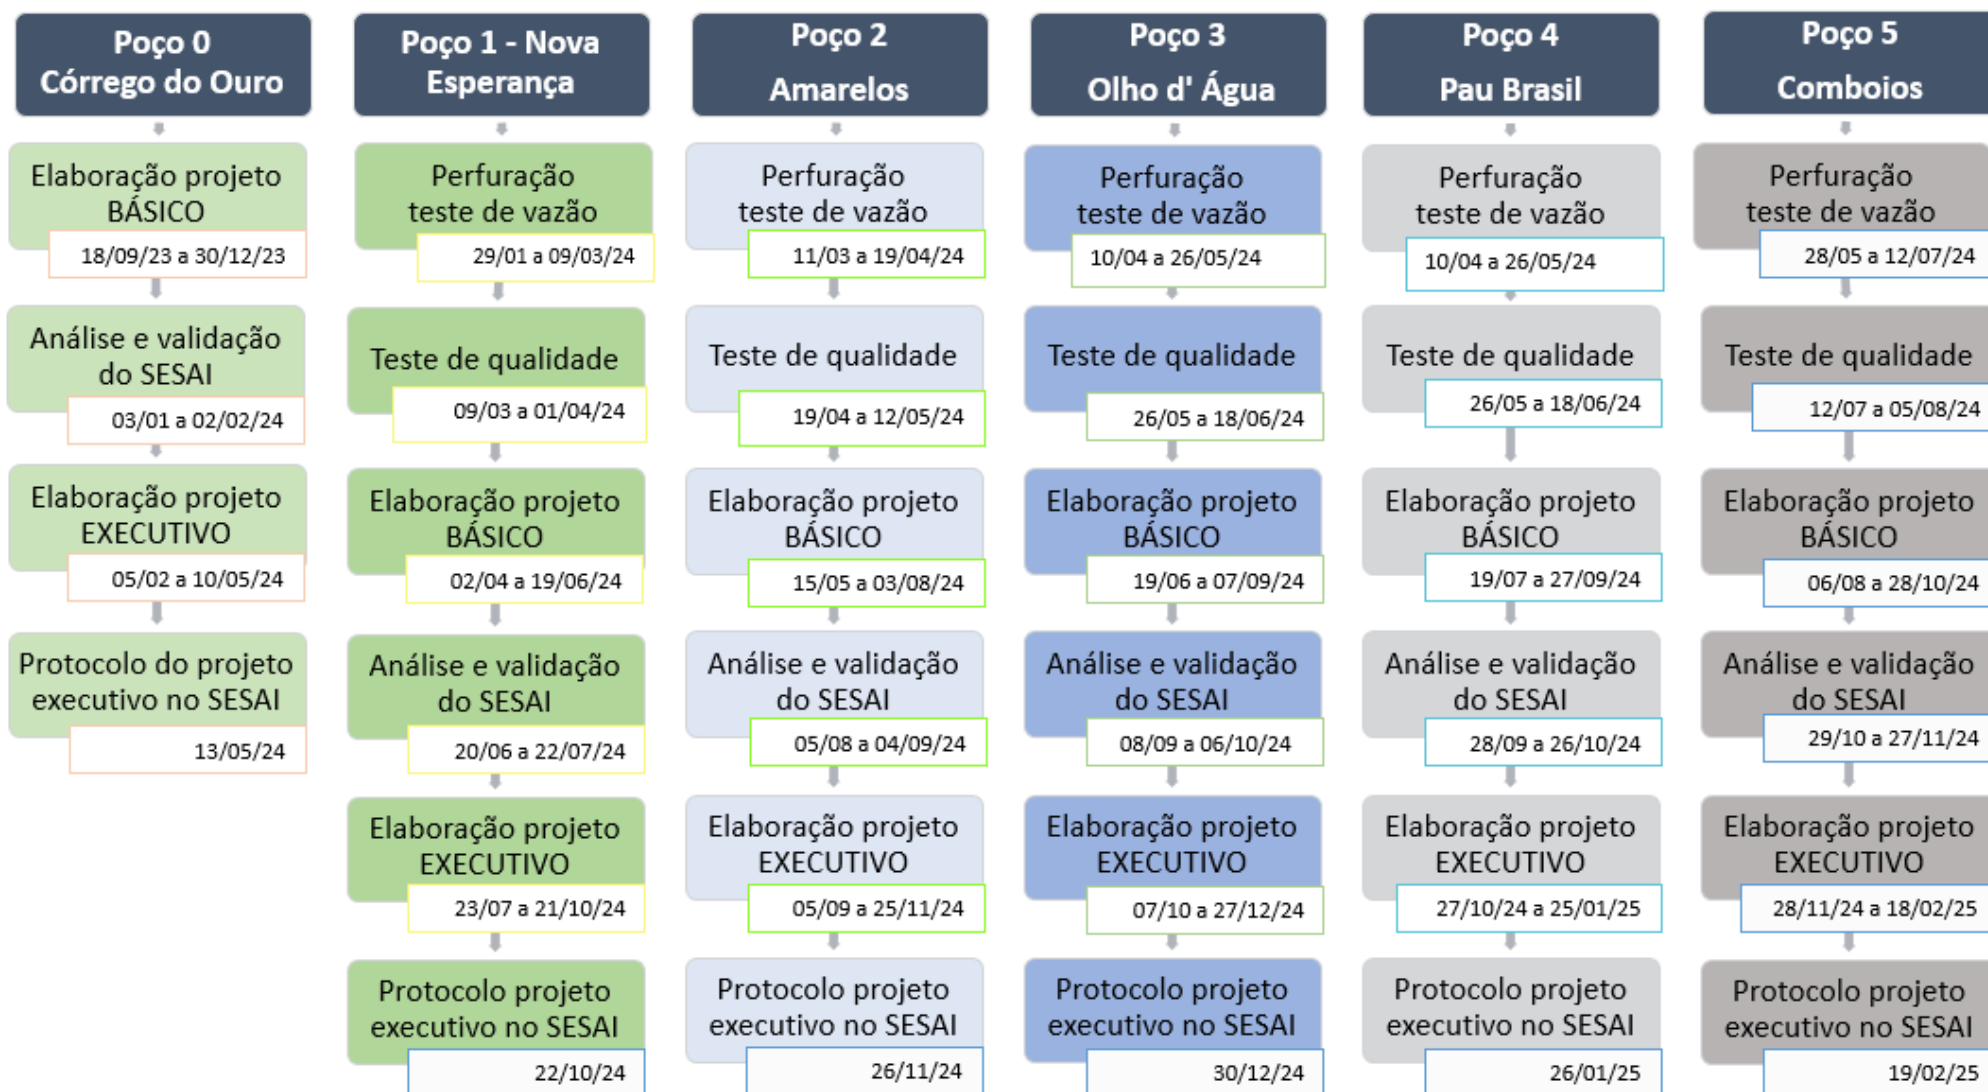 Poço 0
Córrego do Ouro
Elaboração projeto
BÁSICO
18/09/23 a 30/12/23
Análise e validação
do SESAI
03/01 a 02/02/24
Elaboração projeto
EXECUTIVO
05/02 a 10/05/24
Protocolo do projeto
executivo no SESAI
13/05/24
Poço 1 - Nova
Esperança
Perfuração
teste de vazão
29/01 a 09/03/24
Teste de qualidade
09/03 a 01/04/24
Elaboração projeto
BÁSICO
02/04 a 19/06/24
Análise e validação
do SESAI
20/06 a 22/07/24
Elaboração projeto
EXECUTIVO
23/07 a 21/10/24
Protocolo projeto
executivo no SESAI
22/10/24
Poço 2
Amarelos
Perfuração
teste de vazão
11/03 a 19/04/24
Teste de qualidade
19/04 a 12/05/24
Elaboração projeto
BÁSICO
15/05 a 03/08/24
Análise e validação
do SESAI
05/08 a 04/09/24
Elaboração projeto
EXECUTIVO
05/09 a 25/11/24
Protocolo projeto
executivo no SESAI
26/11/24
Poço 3
Olho d' Água
Perfuração
teste de vazão
10/04 a 26/05/24
Teste de qualidade
26/05 a 18/06/24
Elaboração projeto
BÁSICO
19/06 a 07/09/24
Análise e validação
do SESAI
08/09 a 06/10/24
Elaboração projeto
EXECUTIVO
07/10 a 27/12/24
Protocolo projeto
executivo no SESAI
30/12/24
Poço 4
Pau Brasil
Perfuração
teste de vazão
10/04 a 26/05/24
Teste de qualidade
26/05 a 18/06/24
Elaboração projeto
BÁSICO
19/07 a 27/09/24
Análise e validação
do SESAI
28/09 a 26/10/24
Elaboração projeto
EXECUTIVO
27/10/24 a 25/01/25
Protocolo projeto
executivo no SESAI
26/01/25
Poço 5
Comboios
Perfuração
teste de vazão
28/05 a 12/07/24
Teste de qualidade
12/07 a 05/08/24
Elaboração projeto
BÁSICO
06/08 a 28/10/24
Análise e validação
do SESAI
29/10 a 27/11/24
Elaboração projeto
EXECUTIVO
28/11/24 a 18/02/25
Protocolo projeto
executivo no SESAI
19/02/25